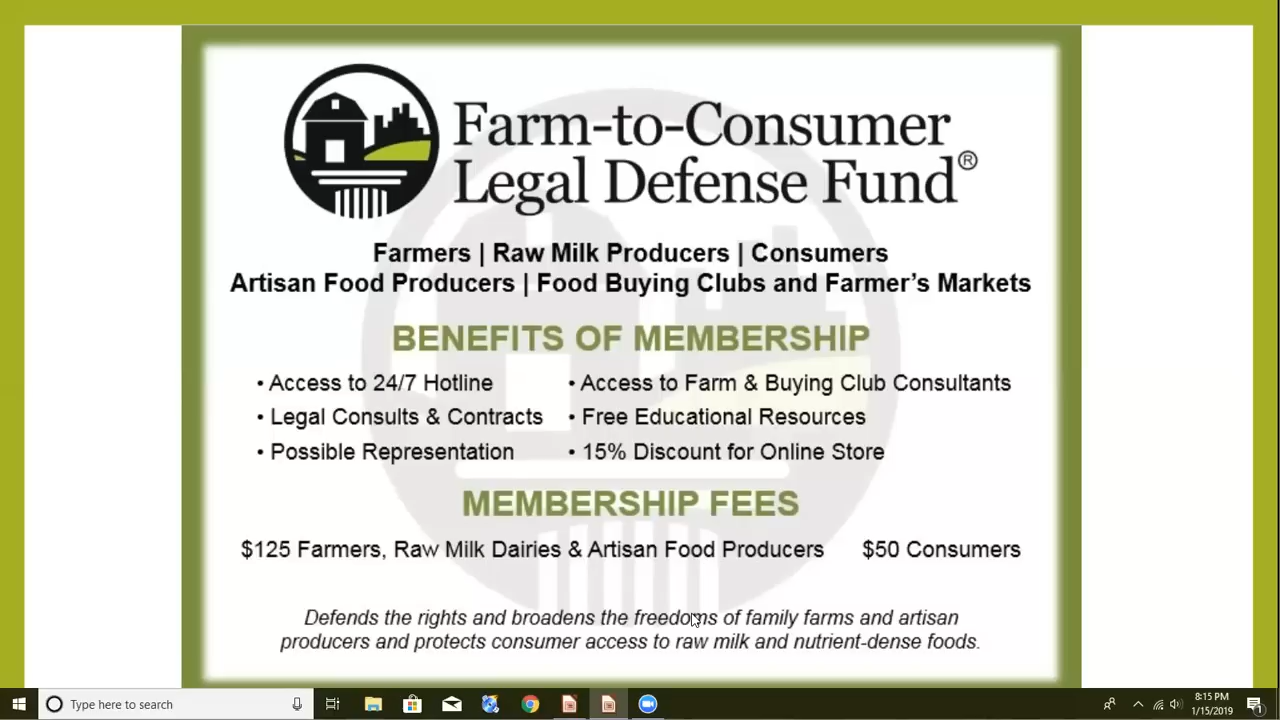 Farm-to-Consumer
Legal Defense Fund®
Farmers | Raw Milk Producers | Consumers
Artisan Food Producers | Food Buying Clubs and Farmer's Markets
BENEFITS OF MEMBERSHIP
• Access to 24/7 Hotline • Access to Farm & Buying Club Consultants
• Legal Consults & Contracts • Free Educational Resources
• Possible Representation • 15% Discount for Online Store
MEMBERSHIP FEES
$125 Farmers, Raw Milk Dairies & Artisan Food Producers $50 Consumers
Defends the rights and broadens the freedoms of family farms and artisan
producers and protects consumer access to raw milk and nutrient-dense foods.
Type here to search
8:15 PM
1/15/2019
1